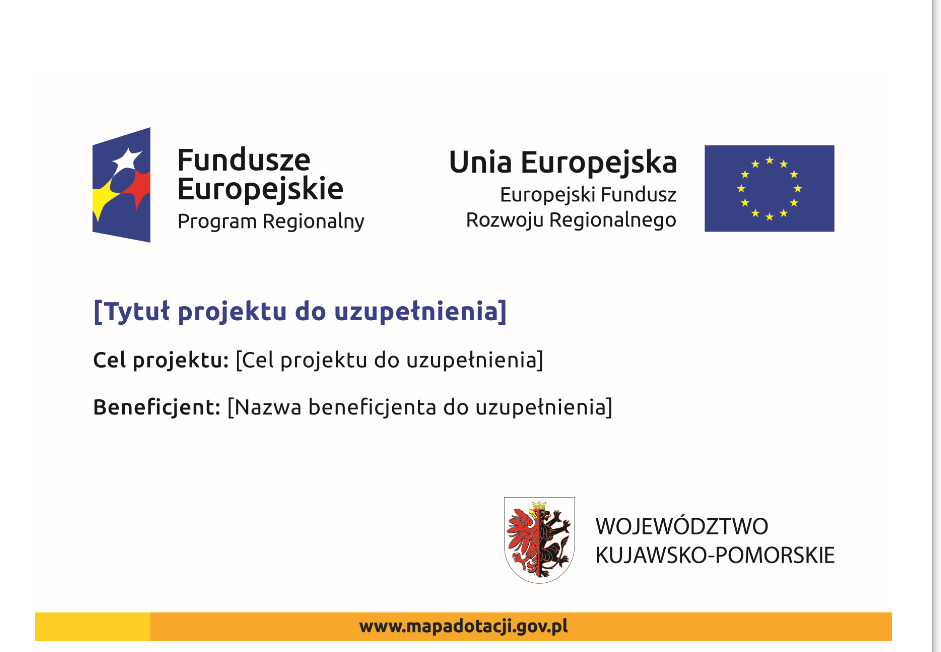 Fundusze
Europejskie
Program Regionalny
Unia Europejska
Europejski Fundusz
Rozwoju Regionalnego
[Tytuł projektu do uzupełnienia]
Cel projektu: [Cel projektu do uzupełnienia]
Beneficjent: [Nazwa beneficjenta do uzupełnienia]
WOJEWÓDZTWO
KUJAWSKO-POMORSKIE
www.mapadotacji.gov.pl